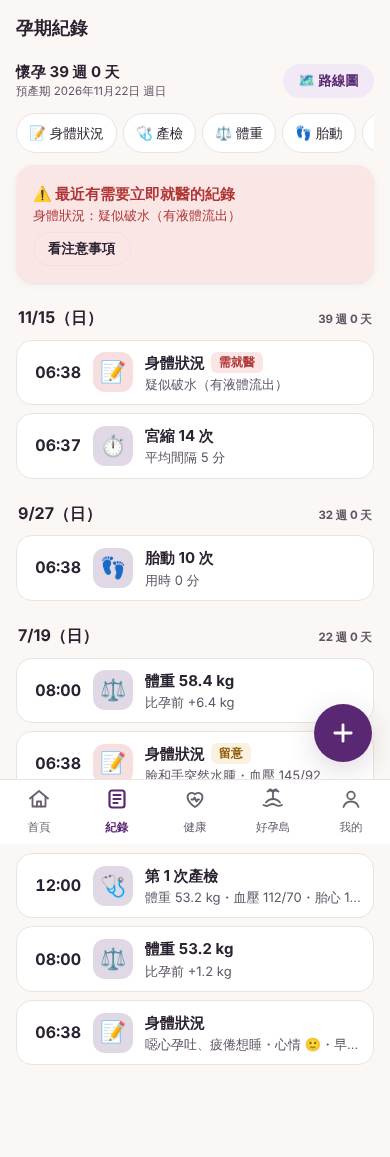 孕期紀錄
懷孕 39 週 0 天
預產期 2026年11月22日 週日
🗺️ 路線圖
📝 身體狀況
🩺 產檢
⚖️ 體重
👣 胎動
⚠️ 最近有需要立即就醫的紀錄
身體狀況：疑似破水（有液體流出）
看注意事項
11/15（日）
39 週 0 天
06:38
身體狀況 需就醫
疑似破水（有液體流出）
06:37
宮縮 14 次
平均間隔 5 分
9/27（日）
32 週 0 天
06:38
胎動 10 次
用時 0 分
7/19（日）
22 週 0 天
08:00
體重 58.4 kg
比孕前 +6.4 kg
06:38
身體狀況 留意
臉和手突然水腫・血壓 145/92
首頁
紀錄
健康
好孕島
我的
12:00
第 1 次產檢
體重 53.2 kg・血壓 112/70・胎心 1...
08:00
體重 53.2 kg
比孕前 +1.2 kg
06:38
身體狀況
噁心孕吐、疲倦想睡・心情 🙂・早...